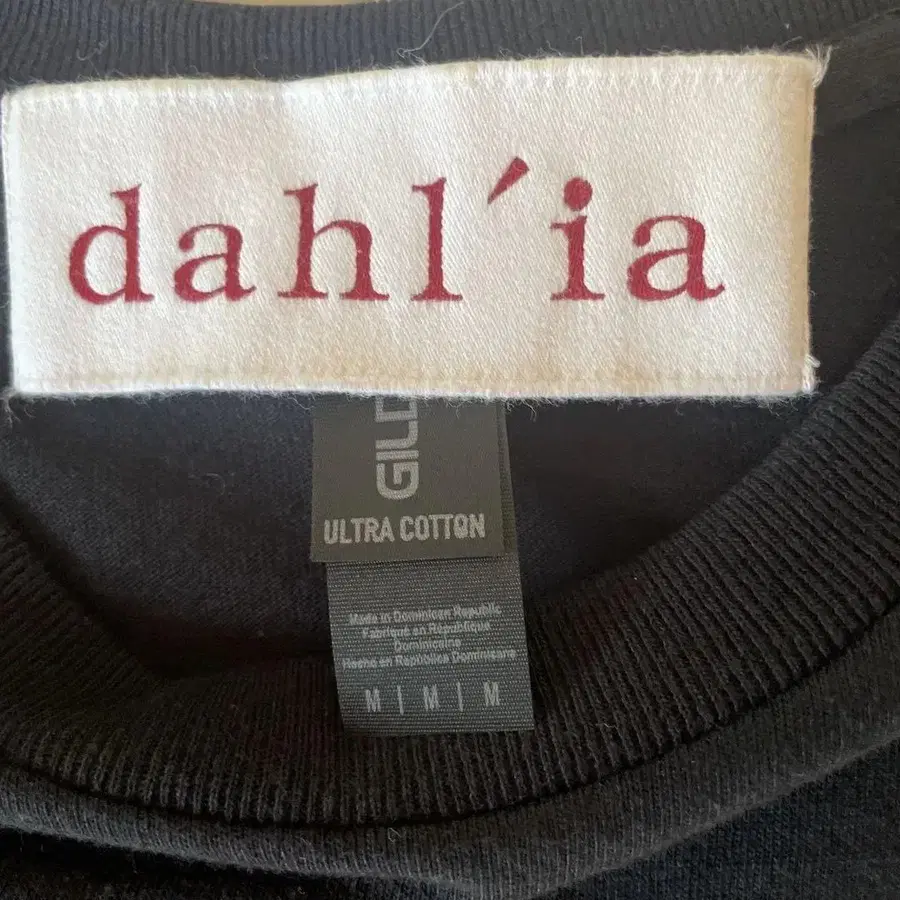 dahl´ia
GILD
ULTRA COTTON
Made in Dominican Republic
Fabriqué en République
Dominicaine
Hecho en República Dominicana
M | M | M